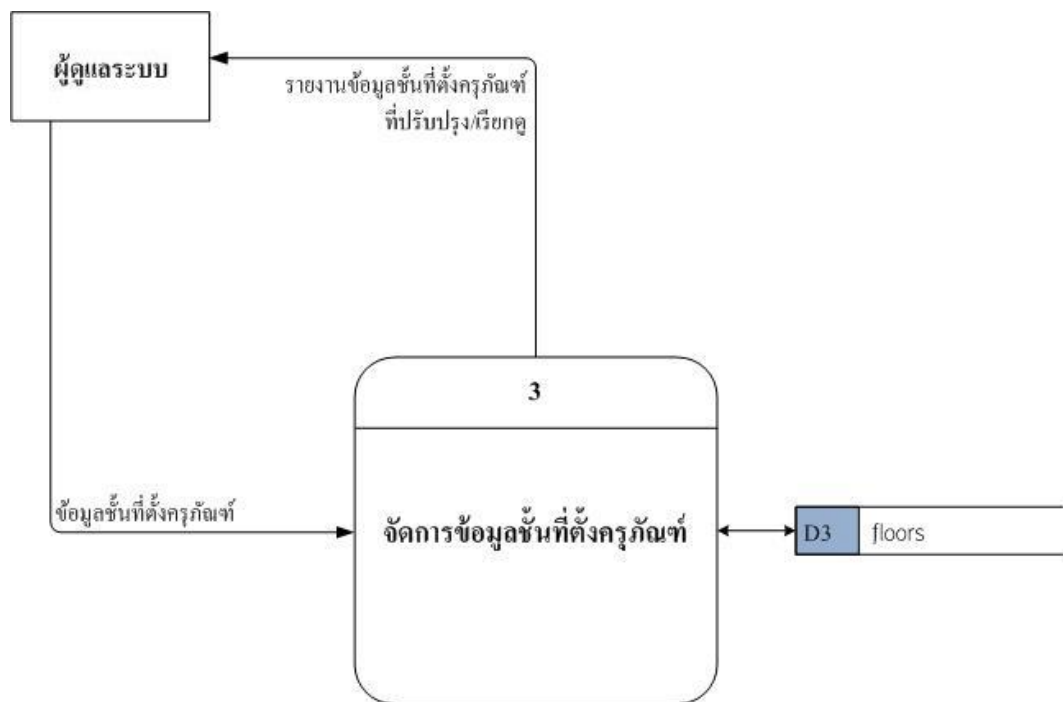 ผู้ดูแลระบบ
รายงานข้อมูลชั้นที่ตั้งครุภัณฑ์
ที่ปรับปรุง/เรียกดู
3
ข้อมูลชั้นที่ตั้งครุภัณฑ์
จัดการข้อมูลชั้นที่ตั้งครุภัณฑ์
D3 floors